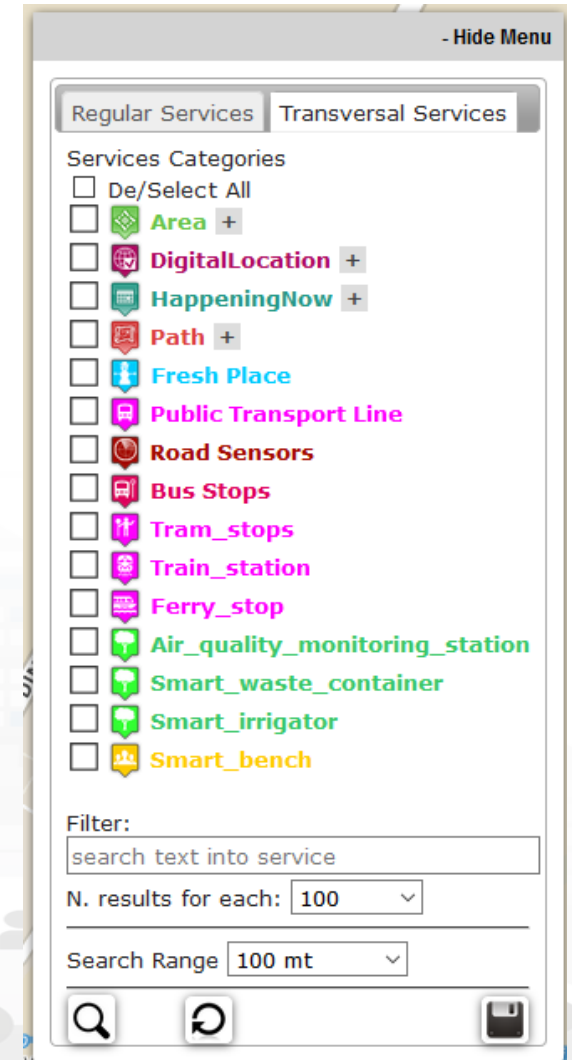 - Hide Menu
Regular Services Transversal Services
Services Categories
De/Select All
Area +
DigitalLocation +
HappeningNow +
Path +
Fresh Place
Public Transport Line
Road Sensors
Bus Stops
Tram_stops
Train_station
Ferry_stop
Air_quality_monitoring_station
Smart_waste_container
Smart_irrigator
Smart_bench
Filter:
search text into service
N. results for each: 100
Search Range 100 mt